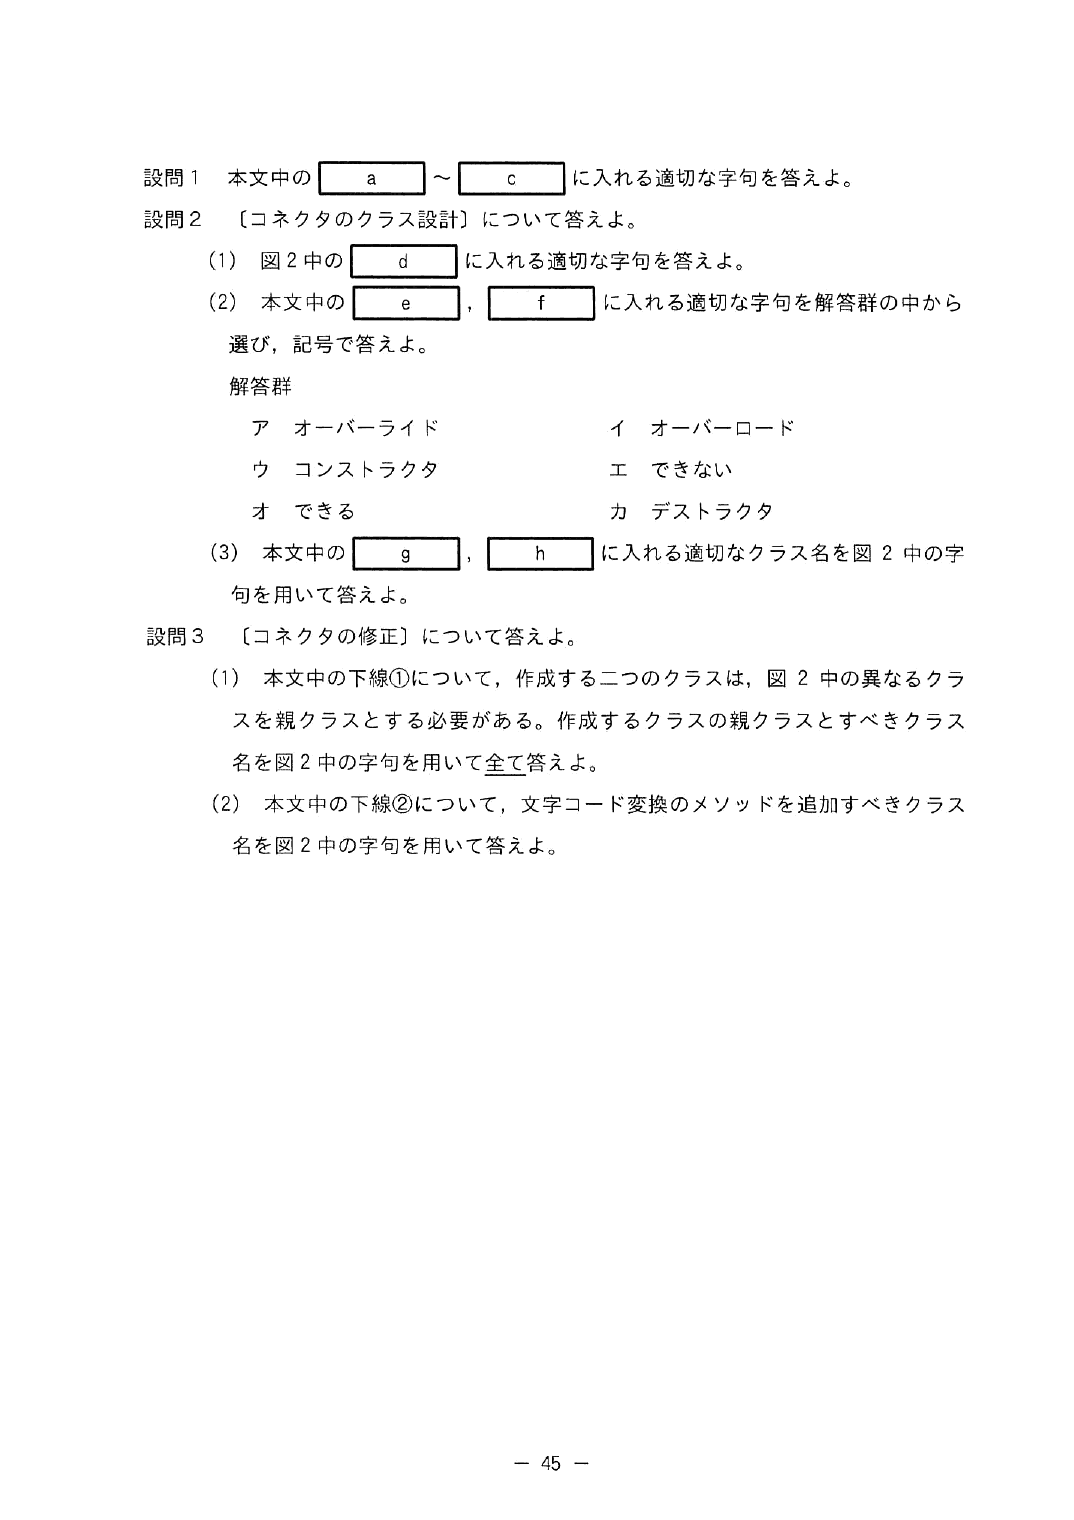 設問1　本文中の a ～ c に入れる適切な字句を答えよ。
設問2　〔コネクタのクラス設計〕について答えよ。
(1)　図2中の d に入れる適切な字句を答えよ。
(2)　本文中の e ， f に入れる適切な字句を解答群の中から
選び，記号で答えよ。
解答群
ア　オーバーライド　イ　オーバーロード
ウ　コンストラクタ　エ　できない
オ　できる　カ　デストラクタ
(3)　本文中の g ， h に入れる適切なクラス名を図 2 中の字
句を用いて答えよ。
設問3　〔コネクタの修正〕について答えよ。
(1)　本文中の下線①について，作成する二つのクラスは，図 2 中の異なるクラ
スを親クラスとする必要がある。作成するクラスの親クラスとすべきクラス
名を図2中の字句を用いて全て答えよ。
(2)　本文中の下線②について，文字コード変換のメソッドを追加すべきクラス
名を図2中の字句を用いて答えよ。
－ 45 －